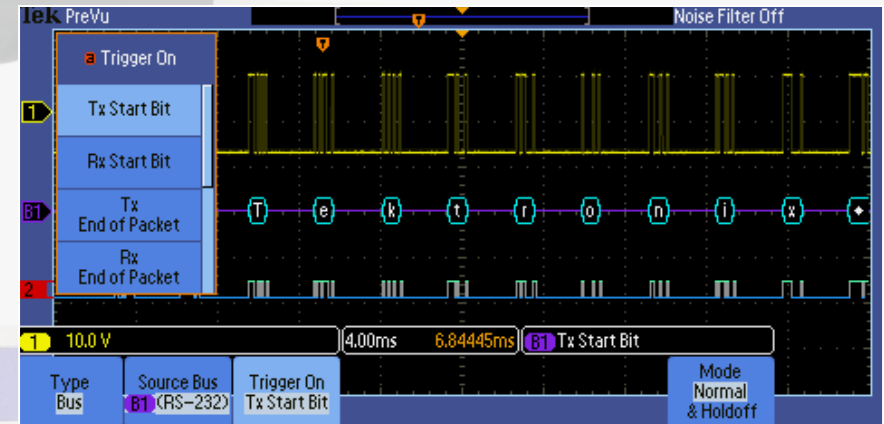 Tek PreVu
Noise Filter Off
a Trigger On
Tx Start Bit
Rx Start Bit
Tx
End of Packet
Rx
End of Packet
1
B1
2
T e k t r o n i x
1 10.0 V
4.00ms 6.84445ms
B1 Tx Start Bit
Type
Bus
Source Bus
B1 (RS-232)
Trigger On
Tx Start Bit
Mode
Normal
& Holdoff